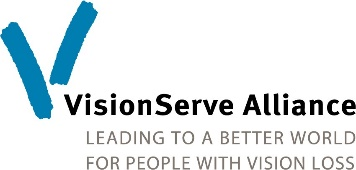 VisionServe Alliance
LEADING TO A BETTER WORLD
FOR PEOPLE WITH VISION LOSS